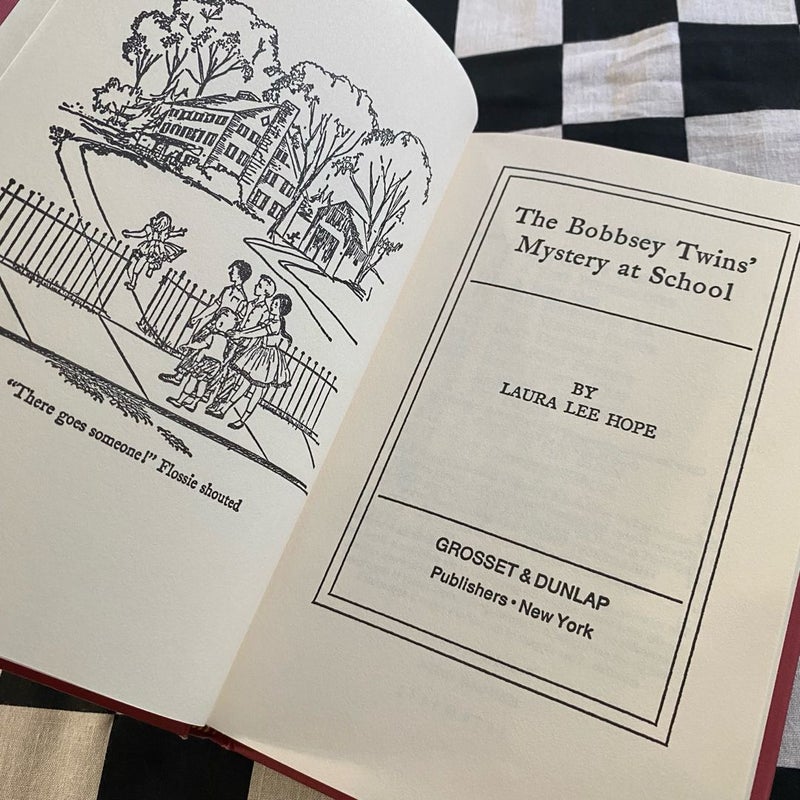 "There goes someone!" Flossie shouted
The Bobbsey Twins'
Mystery at School
BY
LAURA LEE HOPE
GROSSET & DUNLAP
Publishers • New York